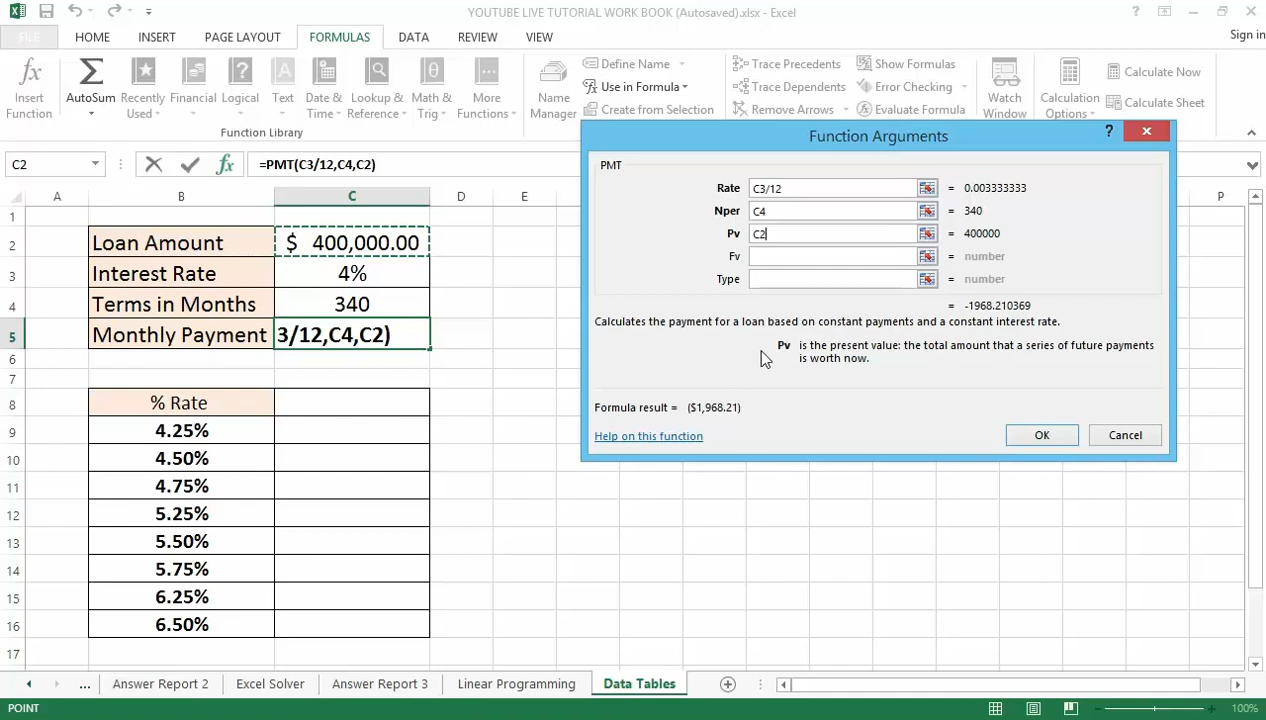 YOUTUBE LIVE TUTORIAL WORK BOOK (Autosaved).xlsx - Excel
?
FILE HOME INSERT PAGE LAYOUT FORMULAS DATA REVIEW VIEW Sign in
Insert Function
AutoSum
Recently Used
Financial
Logical
Text
Date & Time
Lookup & Reference
Math & Trig
More Functions
Function Library
Name Manager
Define Name
Use in Formula
Create from Selection
Trace Precedents
Trace Dependents
Remove Arrows
Show Formulas
Error Checking
Evaluate Formula
Watch Window
Calculation Options
Calculate Now
Calculate Sheet
C2 fx =PMT(C3/12,C4,C2)
A B C D E P
1
2 Loan Amount $ 400,000.00
3 Interest Rate 4%
4 Terms in Months 340
5 Monthly Payment 3/12,C4,C2)
6
7
8 % Rate
9 4.25%
10 4.50%
11 4.75%
12 5.25%
13 5.50%
14 5.75%
15 6.25%
16 6.50%
17
Function Arguments ?
PMT
Rate C3/12 = 0.003333333
Nper C4 = 340
Pv C2 = 400000
Fv = number
Type = number
= -1968.210369
Calculates the payment for a loan based on constant payments and a constant interest rate.
Pv is the present value: the total amount that a series of future payments
is worth now.
Formula result = ($1,968.21)
Help on this function OK Cancel
... Answer Report 2 Excel Solver Answer Report 3 Linear Programming Data Tables
POINT 100%